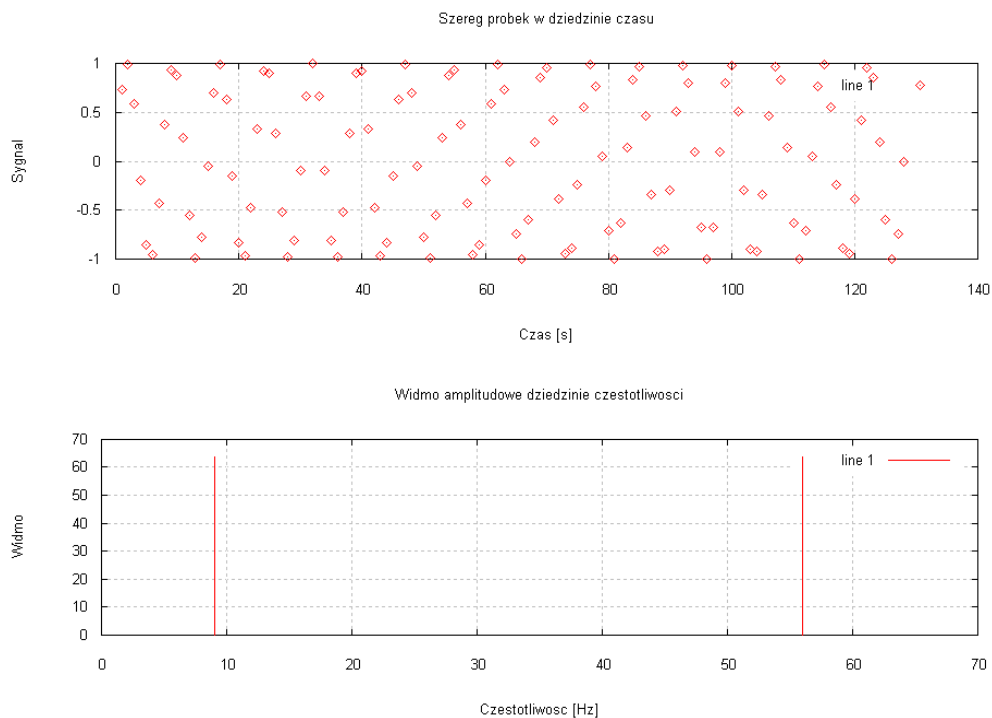 Szereg probek w dziedzinie czasu
1
0.5
0
-0.5
-1
Sygnal
line 1
0 20 40 60 80 100 120 140
Czas [s]
Widmo amplitudowe dziedzinie czestotliwosci
70
60
50
40
30
20
10
0
Widmo
line 1
0 10 20 30 40 50 60 70
Czestotliwosc [Hz]